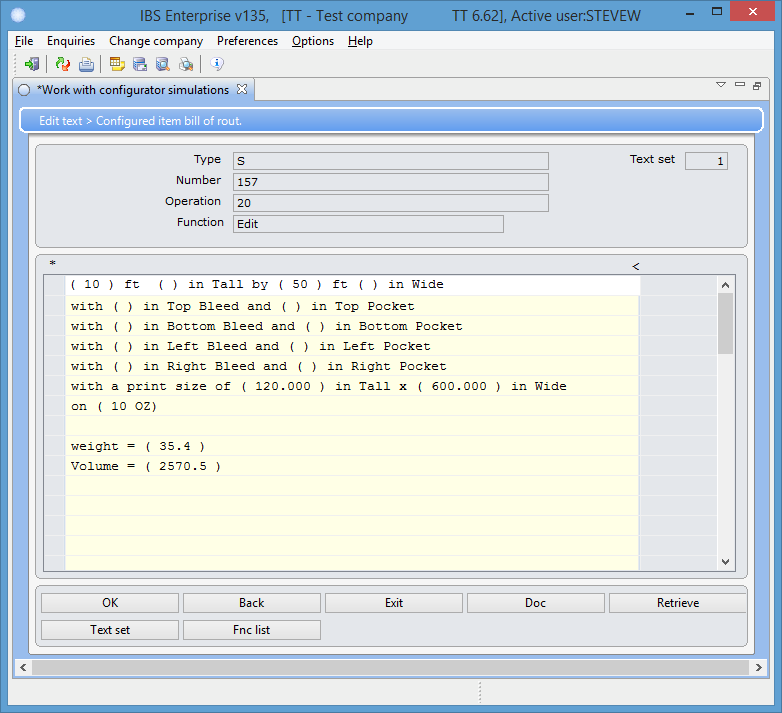 IBS Enterprise v135, [TT - Test company TT 6.62], Active user:STEVEW
File Enquiries Change company Preferences Options Help
*Work with configurator simulations
Edit text > Configured item bill of rout.
Type S Text set 1
Number 157
Operation 20
Function Edit
* <
( 10 ) ft  ( ) in Tall by ( 50 ) ft ( ) in Wide
with ( ) in Top Bleed and ( ) in Top Pocket
with ( ) in Bottom Bleed and ( ) in Bottom Pocket
with ( ) in Left Bleed and ( ) in Left Pocket
with ( ) in Right Bleed and ( ) in Right Pocket
with a print size of ( 120.000 ) in Tall x ( 600.000 ) in Wide
on ( 10 OZ)
weight = ( 35.4 )
Volume = ( 2570.5 )
OK Back Exit Doc Retrieve
Text set Fnc list